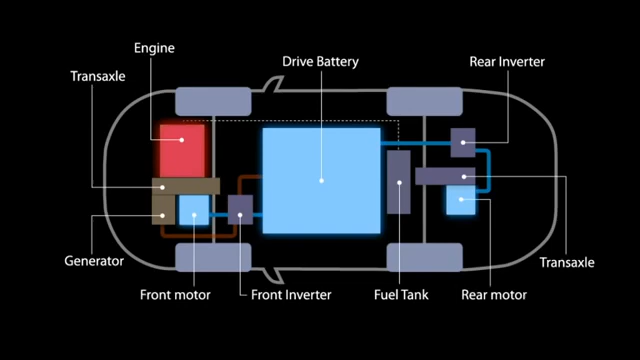 Engine
Drive Battery
Rear Inverter
Transaxle
Generator
Transaxle
Front motor
Front Inverter
Fuel Tank
Rear motor